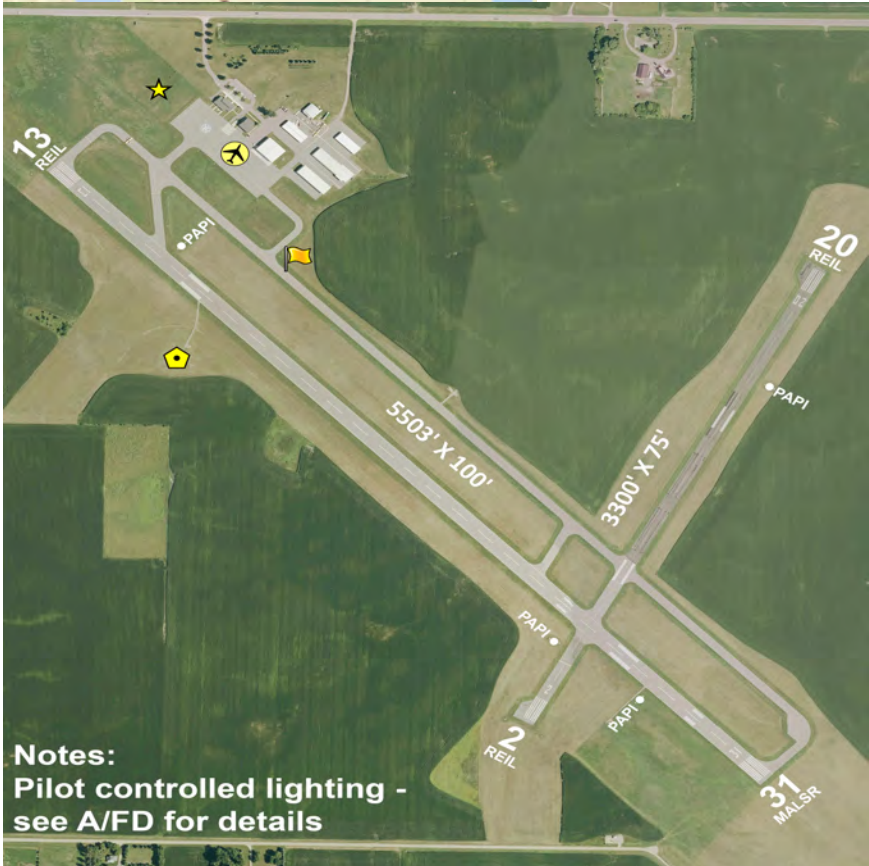 13
REIL
PAPI
20
REIL
PAPI
5503' X 100'
3300' X 75'
PAPI
PAPI
2
REIL
31
MALSR
Notes:
Pilot controlled lighting -
see A/FD for details